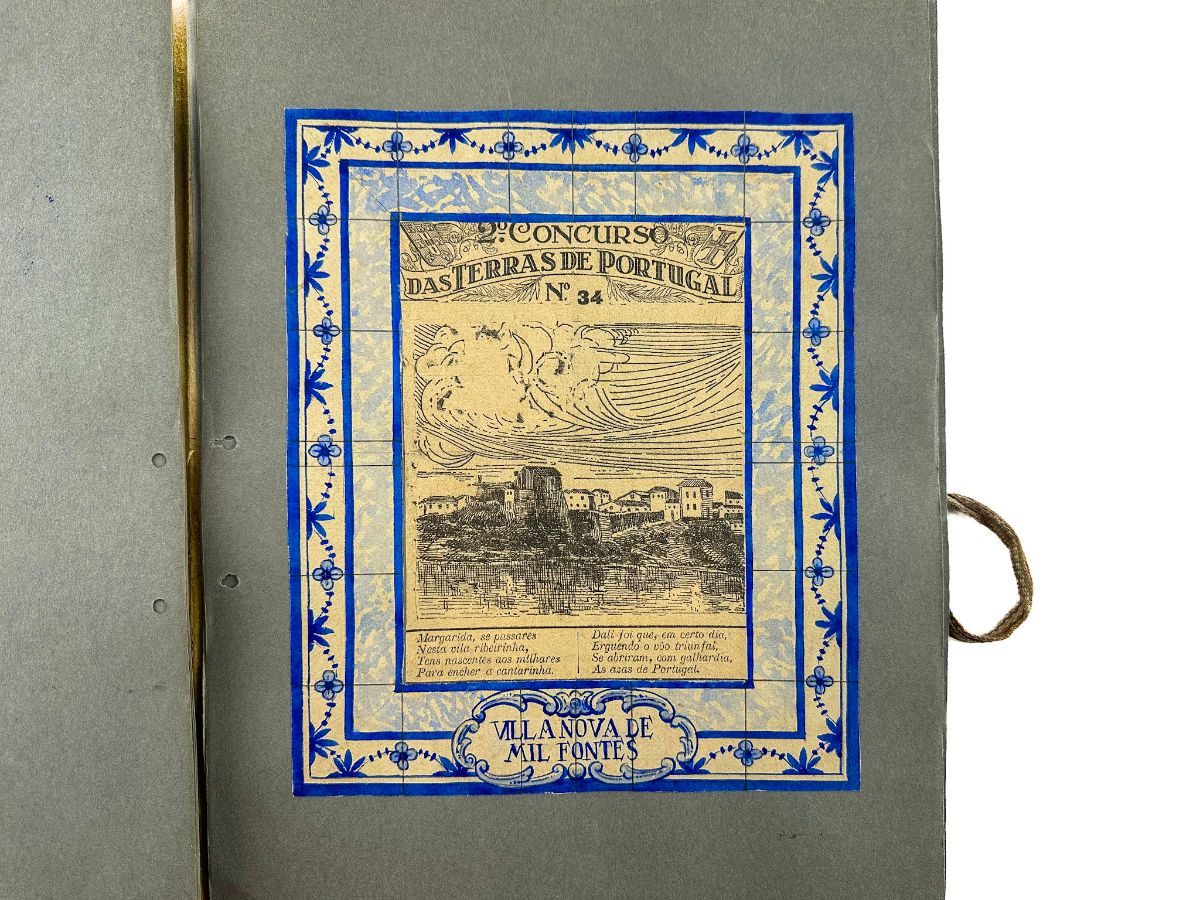 2º. CONCURSO
DAS TERRAS DE PORTUGAL
Nº. 34
Margarida, se passares
Nesta vila ribeirinha,
Tens nascentes aos milhares
Para encher a cantarinha.
Dali foi que, em certo dia,
Erguendo o vôo triunfal,
Se abriram, com galhardia,
As azas de Portugal.
VILLA NOVA DE
MIL FONTES